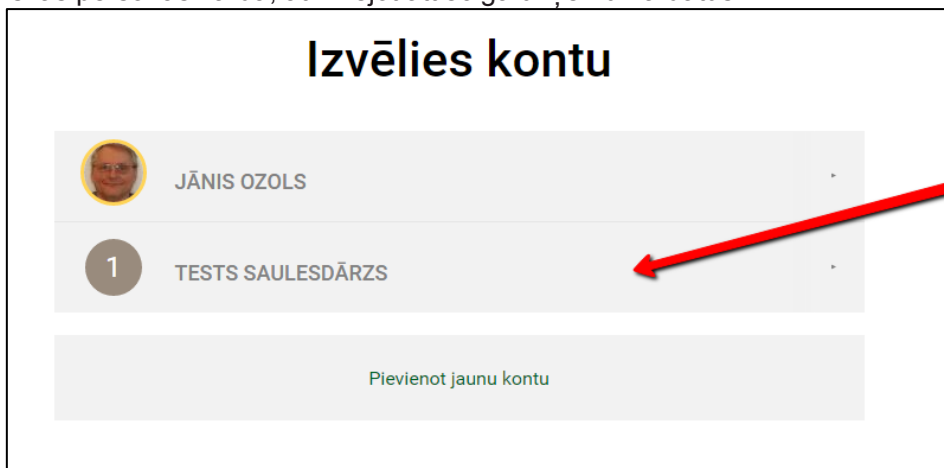 Izvēlies kontu
JĀNIS OZOLS
1
TESTS SAULESDĀRZS
Pievienot jaunu kontu